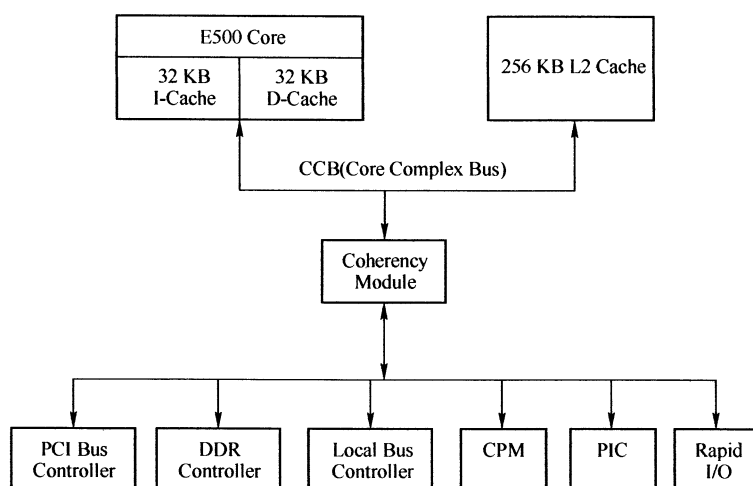 E500 Core
32 KB
I-Cache
32 KB
D-Cache
256 KB L2 Cache
CCB(Core Complex Bus)
Coherency
Module
PCI Bus
Controller
DDR
Controller
Local Bus
Controller
CPM
PIC
Rapid
I/O